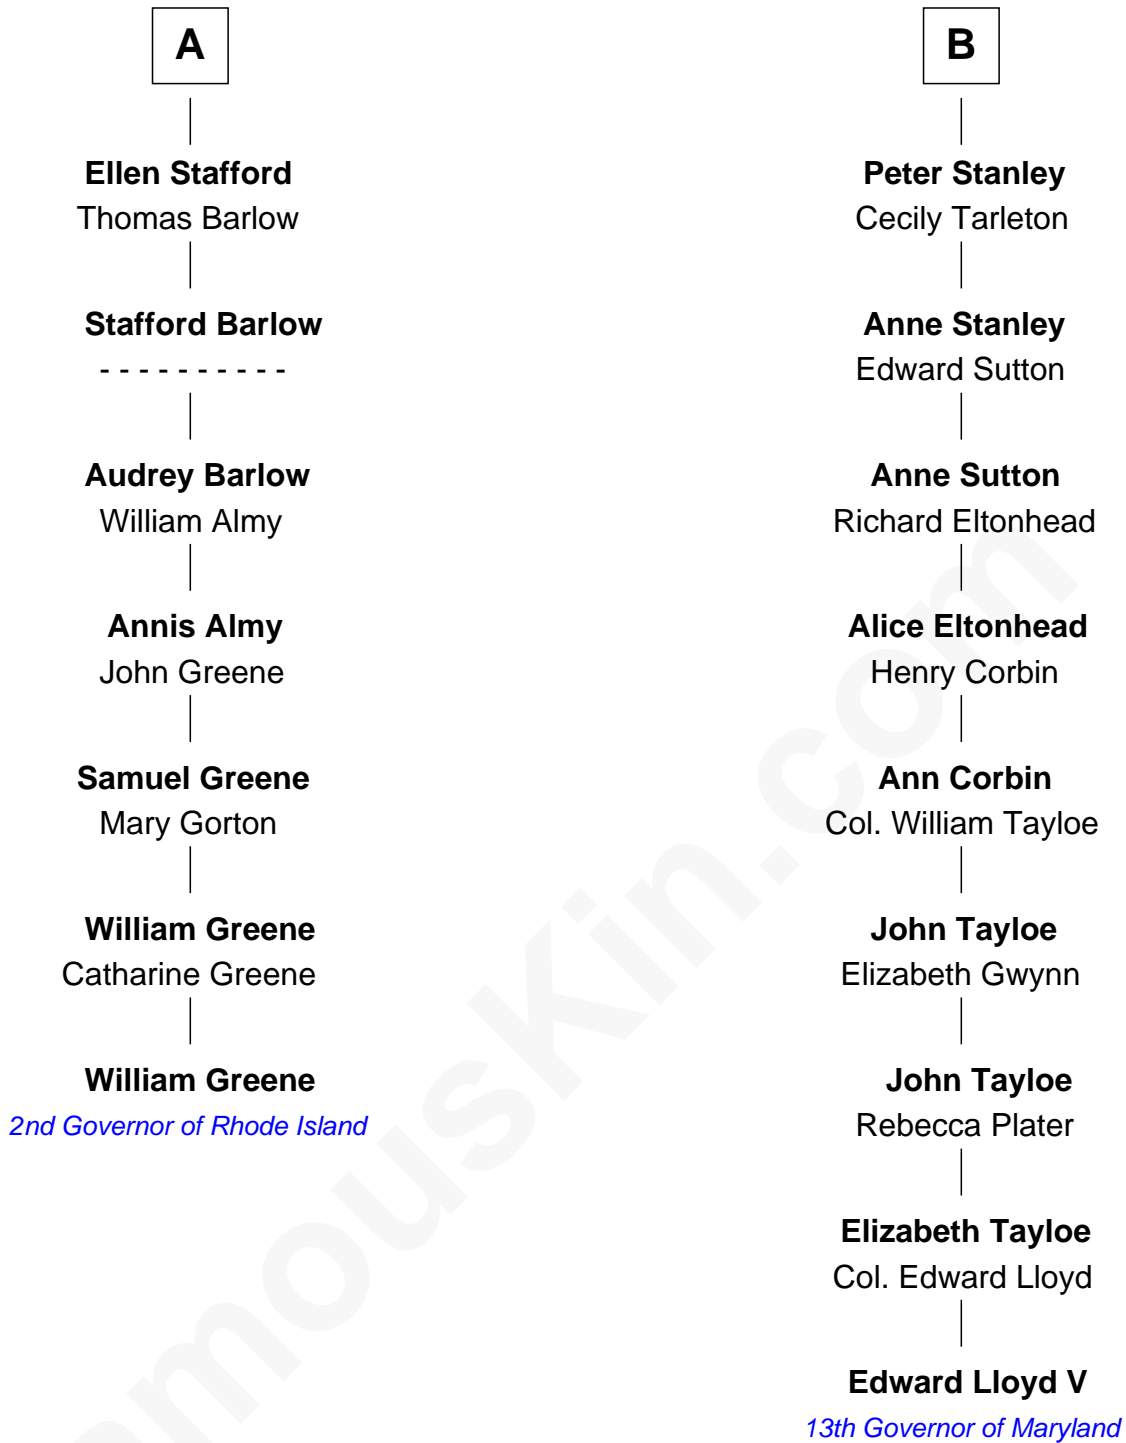 A
Ellen Stafford
Thomas Barlow
Stafford Barlow
- - - - - - - - - -
Audrey Barlow
William Almy
Annis Almy
John Greene
Samuel Greene
Mary Gorton
William Greene
Catharine Greene
William Greene
2nd Governor of Rhode Island
B
Peter Stanley
Cecily Tarleton
Anne Stanley
Edward Sutton
Anne Sutton
Richard Eltonhead
Alice Eltonhead
Henry Corbin
Ann Corbin
Col. William Tayloe
John Tayloe
Elizabeth Gwynn
John Tayloe
Rebecca Plater
Elizabeth Tayloe
Col. Edward Lloyd
Edward Lloyd V
13th Governor of Maryland
amousKin.com